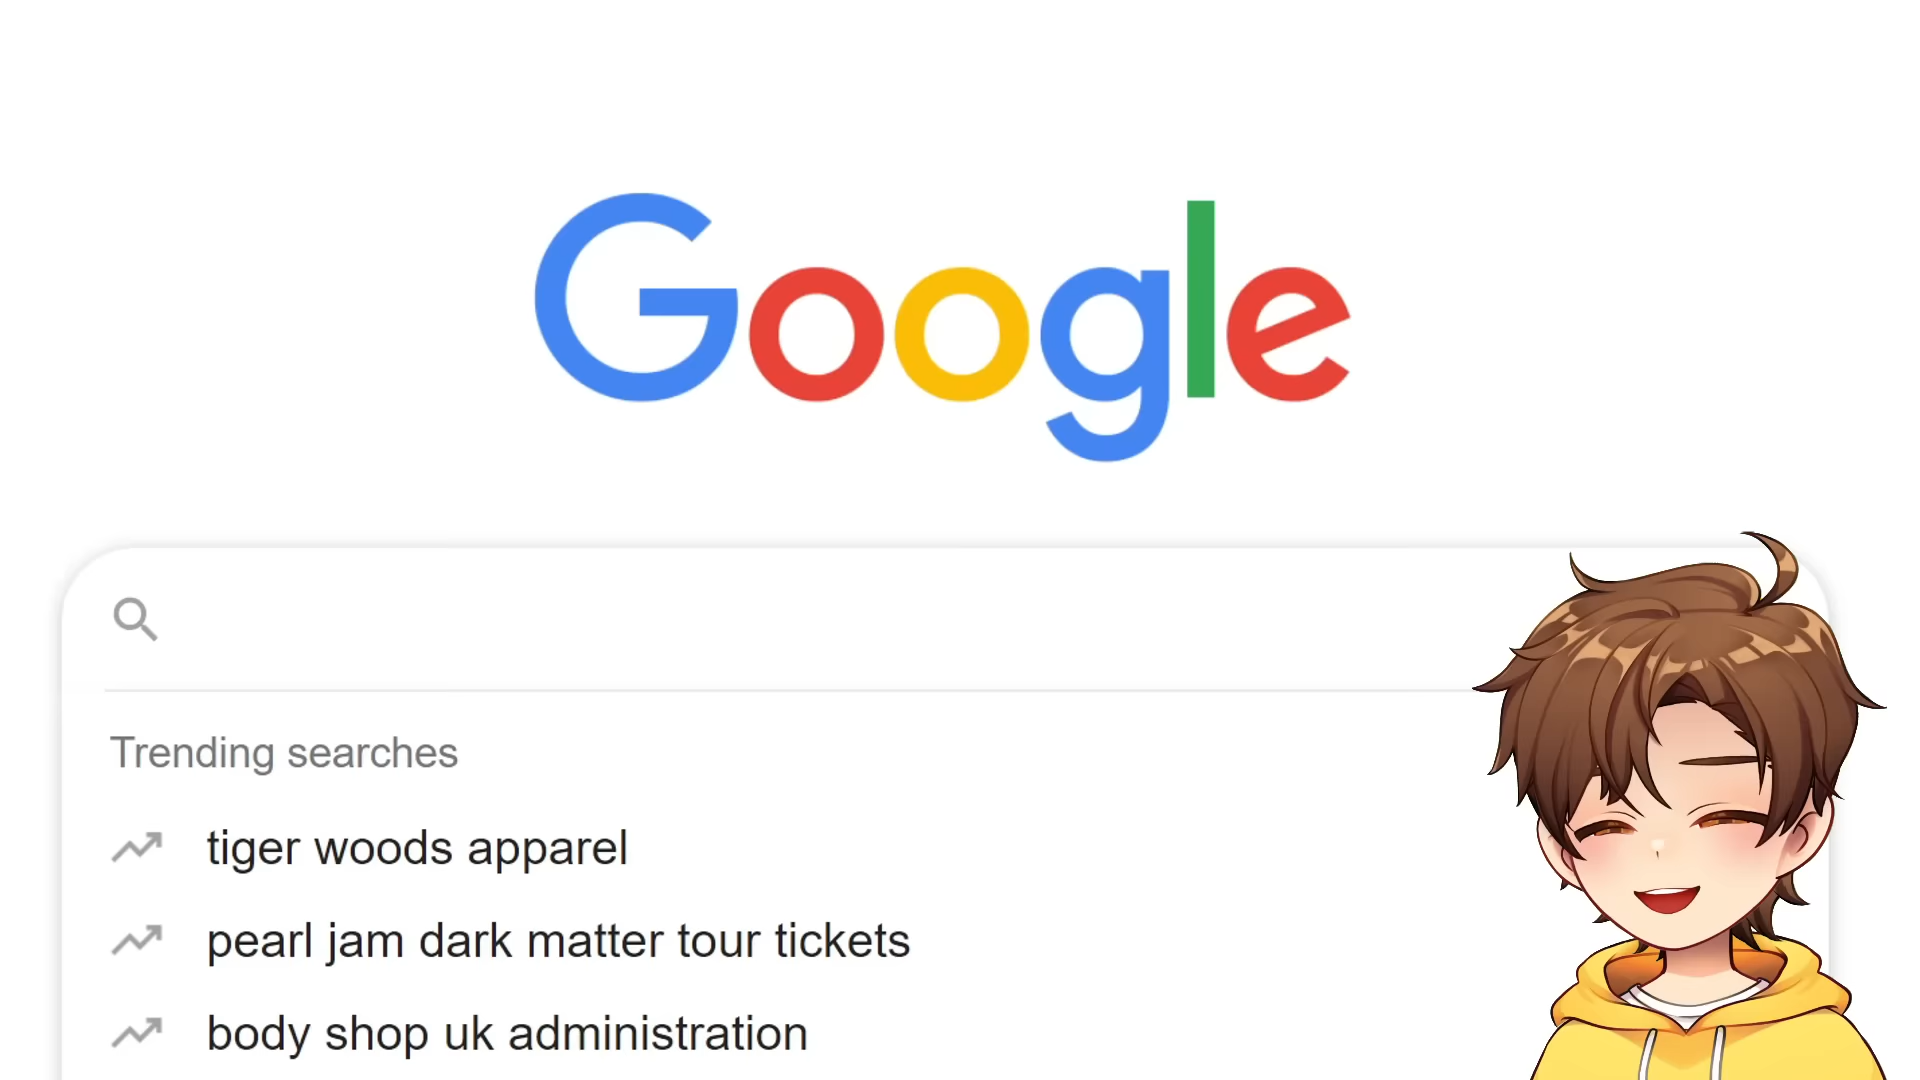 Google
Trending searches
tiger woods apparel
pearl jam dark matter tour tickets
body shop uk administration